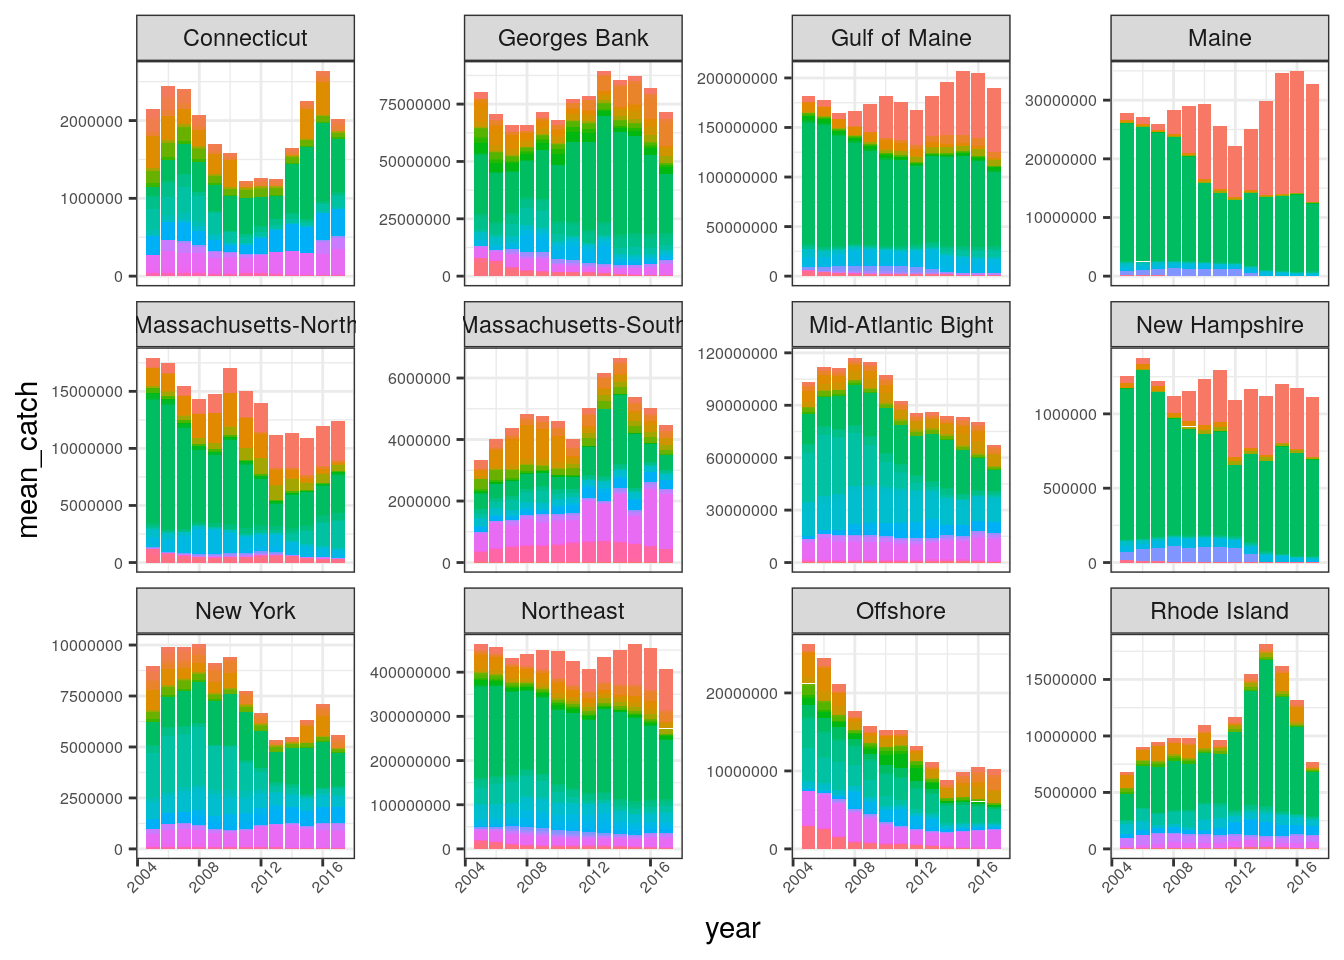 Connecticut
Georges Bank
Gulf of Maine
Maine
2000000
1000000
0
75000000
50000000
25000000
0
200000000
150000000
100000000
50000000
0
30000000
20000000
10000000
0
Massachusetts-North
Massachusetts-South
Mid-Atlantic Bight
New Hampshire
15000000
10000000
5000000
0
6000000
4000000
2000000
0
120000000
90000000
60000000
30000000
0
1000000
500000
0
New York
Northeast
Offshore
Rhode Island
10000000
7500000
5000000
2500000
0
400000000
300000000
200000000
100000000
0
20000000
10000000
0
15000000
10000000
5000000
0
2004 2008 2012 2016
2004 2008 2012 2016
2004 2008 2012 2016
2004 2008 2012 2016
mean_catch
year